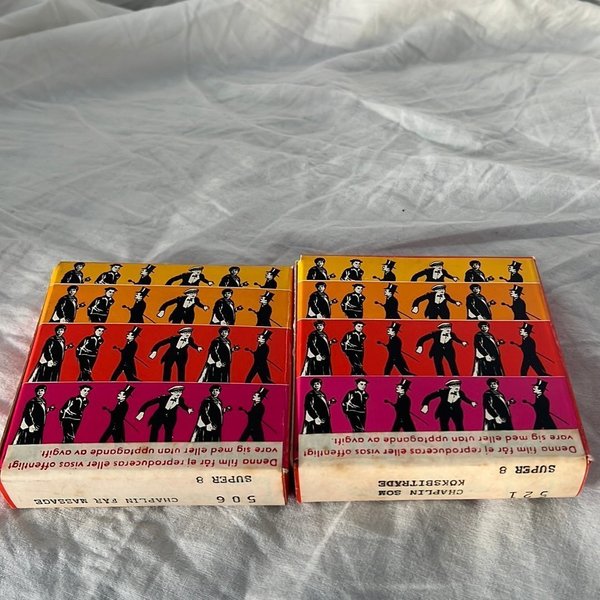 Denna film får ej reproduceras eller visas offentligt
vare sig med eller utan upptagande av avgift.
506 CHAPLIN FÅR MASSAGE
SUPER 8
Denna film får ej reproduceras eller visas offentligt
vare sig med eller utan upptagande av avgift.
521 CHAPLIN SOM
KÖKSBITRÄDE
SUPER 8